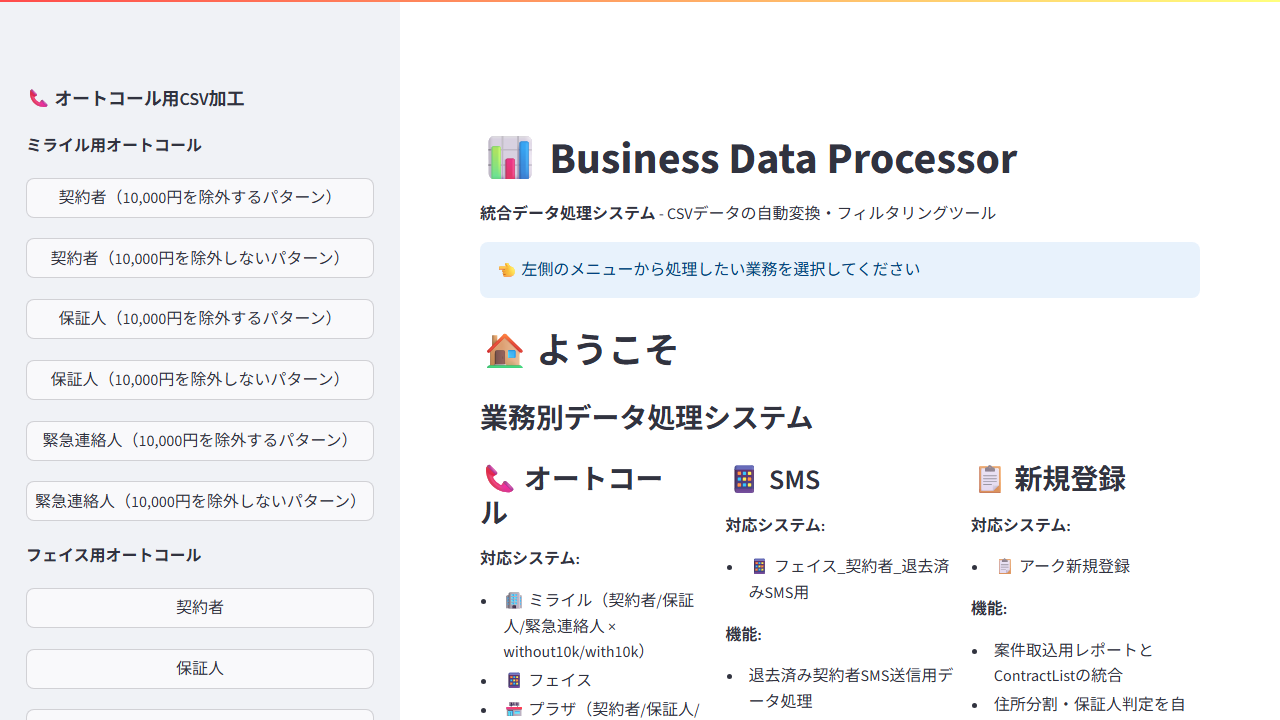 オートコール用CSV加工
ミライル用オートコール
契約者（10,000円を除外するパターン）
契約者（10,000円を除外しないパターン）
保証人（10,000円を除外するパターン）
保証人（10,000円を除外しないパターン）
緊急連絡人（10,000円を除外するパターン）
緊急連絡人（10,000円を除外しないパターン）
フェイス用オートコール
契約者
保証人
Business Data Processor
統合データ処理システム - CSVデータの自動変換・フィルタリングツール
左側のメニューから処理したい業務を選択してください
ようこそ
業務別データ処理システム
オートコー
ル
対応システム:
ミライル（契約者/保証
人/緊急連絡人 ×
without10k/with10k）
フェイス
プラザ（契約者/保証人/
SMS
対応システム:
フェイス_契約者_退去済
みSMS用
機能:
退去済み契約者SMS送信用デ
ータ処理
新規登録
対応システム:
アーク新規登録
機能:
案件取込用レポートと
ContractListの統合
住所分割・保証人判定を自